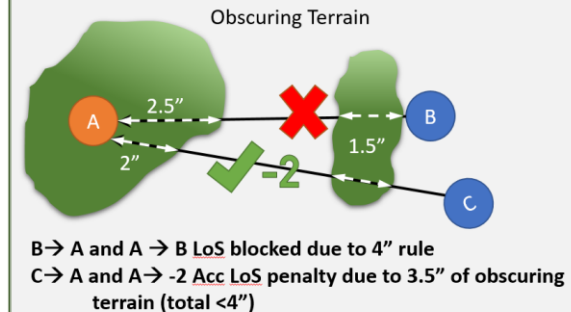 Obscuring Terrain
A
2.5”
2”
-2
1.5”
B
C
B→ A and A → B LoS blocked due to 4” rule
C→ A and A→ -2 Acc LoS penalty due to 3.5” of obscuring
terrain (total <4”)